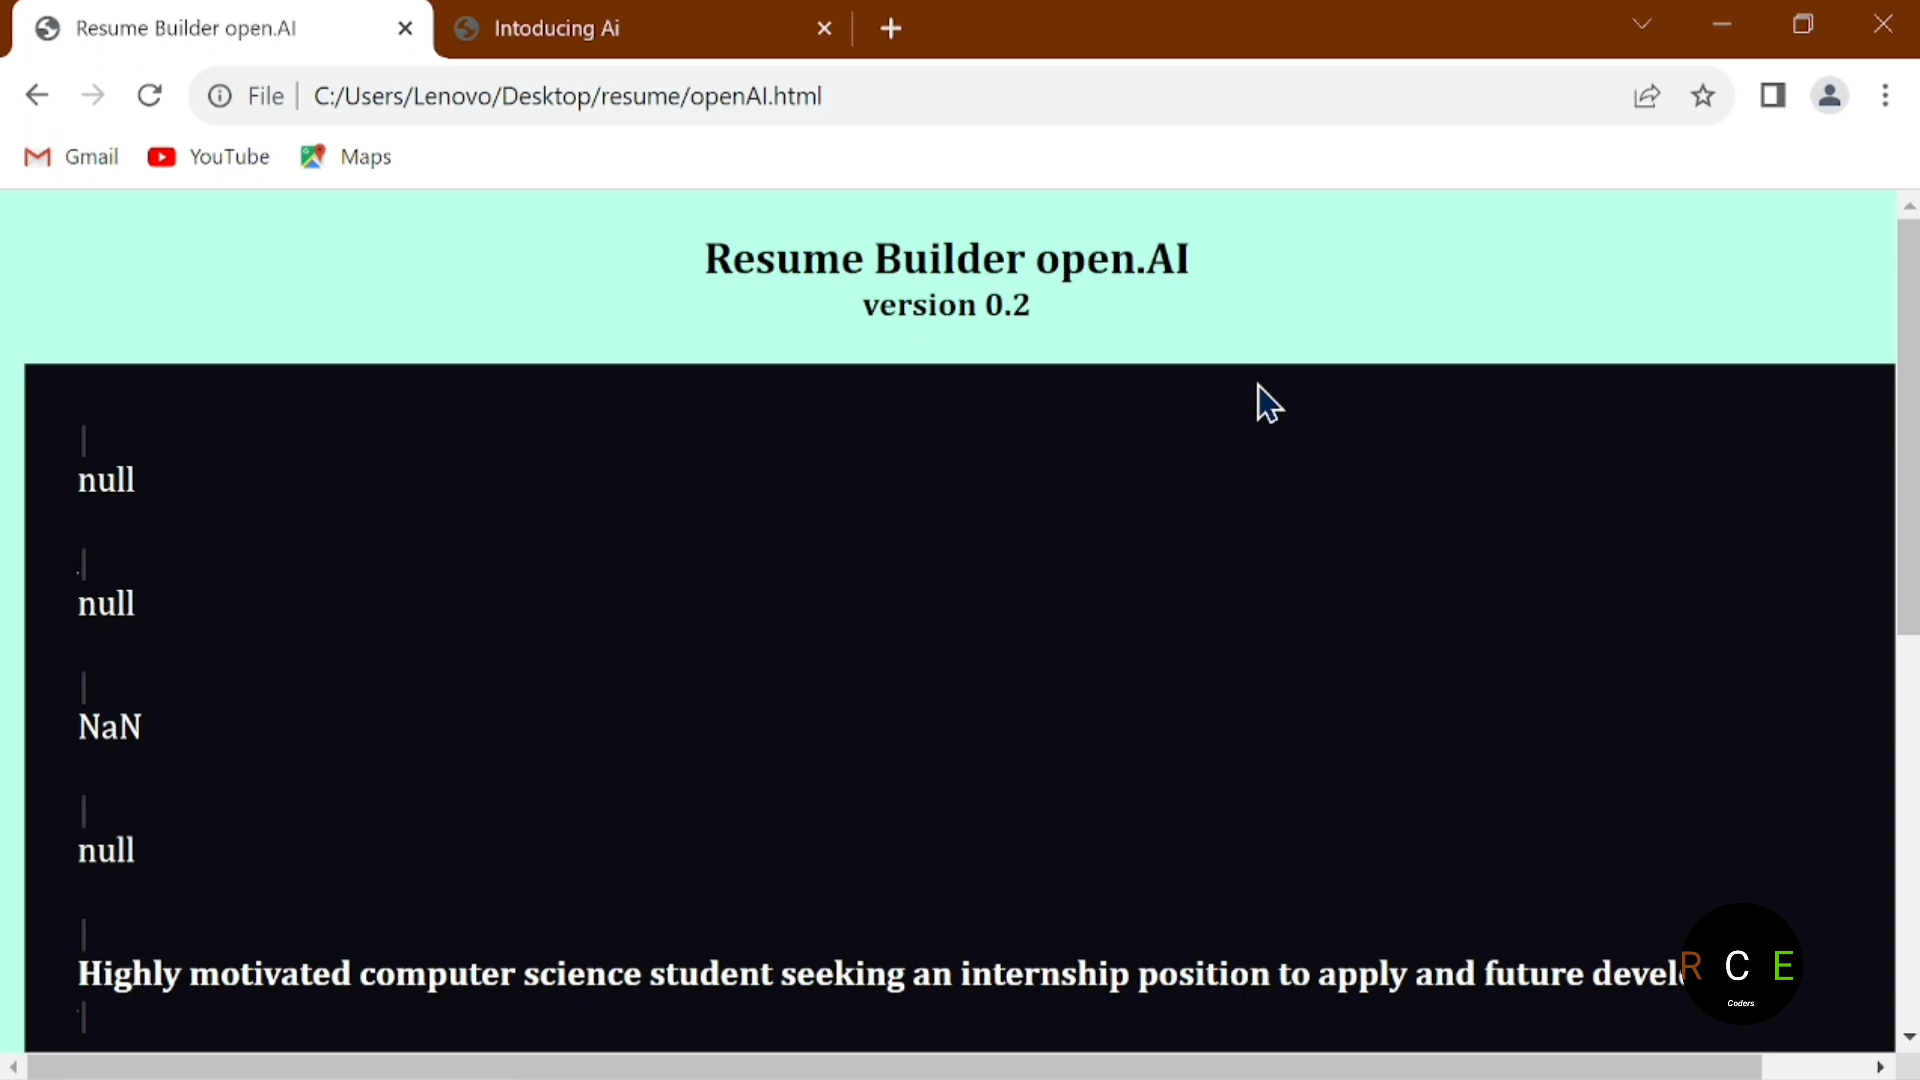 Resume Builder open.AI
Intoducing Ai
File
C:/Users/Lenovo/Desktop/resume/openAI.html
Gmail
YouTube
Maps
Resume Builder open.AI
version 0.2
null
null
NaN
null
Highly motivated computer science student seeking an internship position to apply and future
R C E
Coders